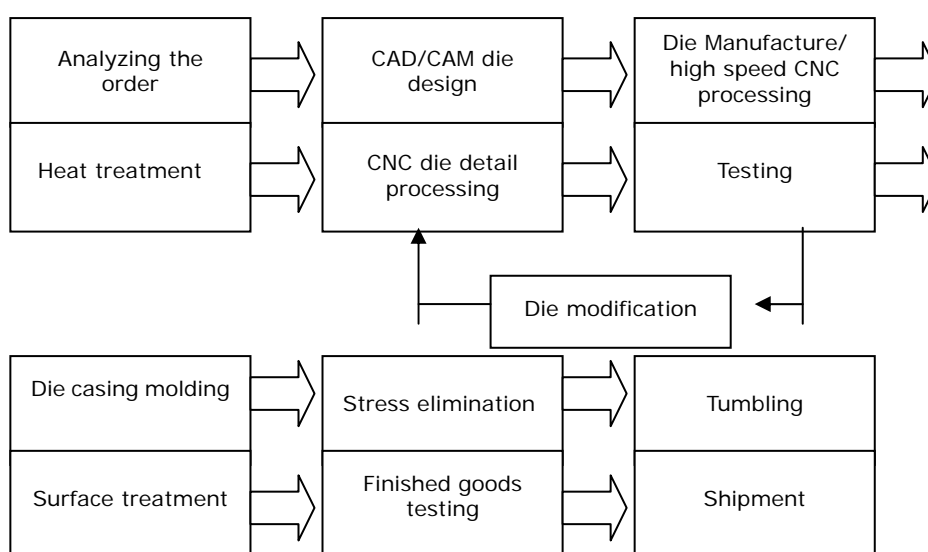 Analyzing the
order
CAD/CAM die
design
Die Manufacture/
high speed CNC
processing
Heat treatment
CNC die detail
processing
Testing
Die modification
Die casing molding
Stress elimination
Tumbling
Surface treatment
Finished goods
testing
Shipment